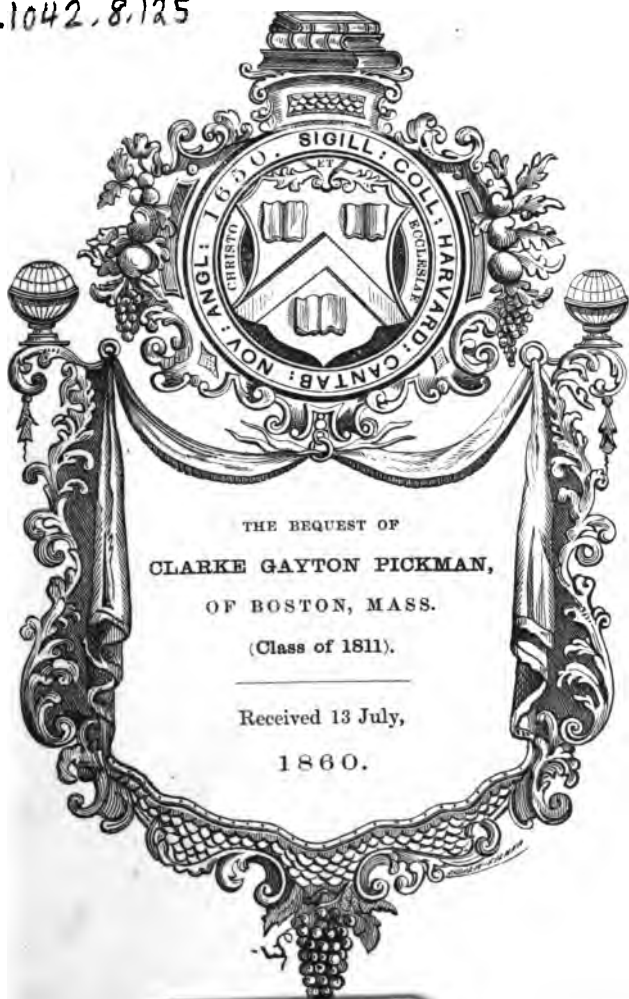 .1042.8.125
SIGILL: COLL: HARVARD: CANTAB: NOV: ANGL: 1650.
CHRISTO
ET
ECCLESIAE
THE BEQUEST OF
CLARKE GAYTON PICKMAN,
OF BOSTON, MASS.
(Class of 1811).
Received 13 July,
1860.